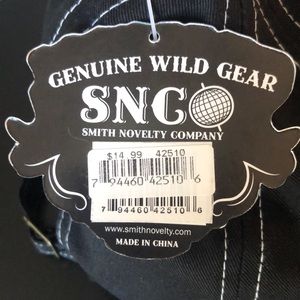 GENUINE WILD GEAR
SNCO
SMITH NOVELTY COMPANY
$14.99 42510
7 94460 42510 6
7 94460 42510 6
www.smithnovelty.com
MADE IN CHINA